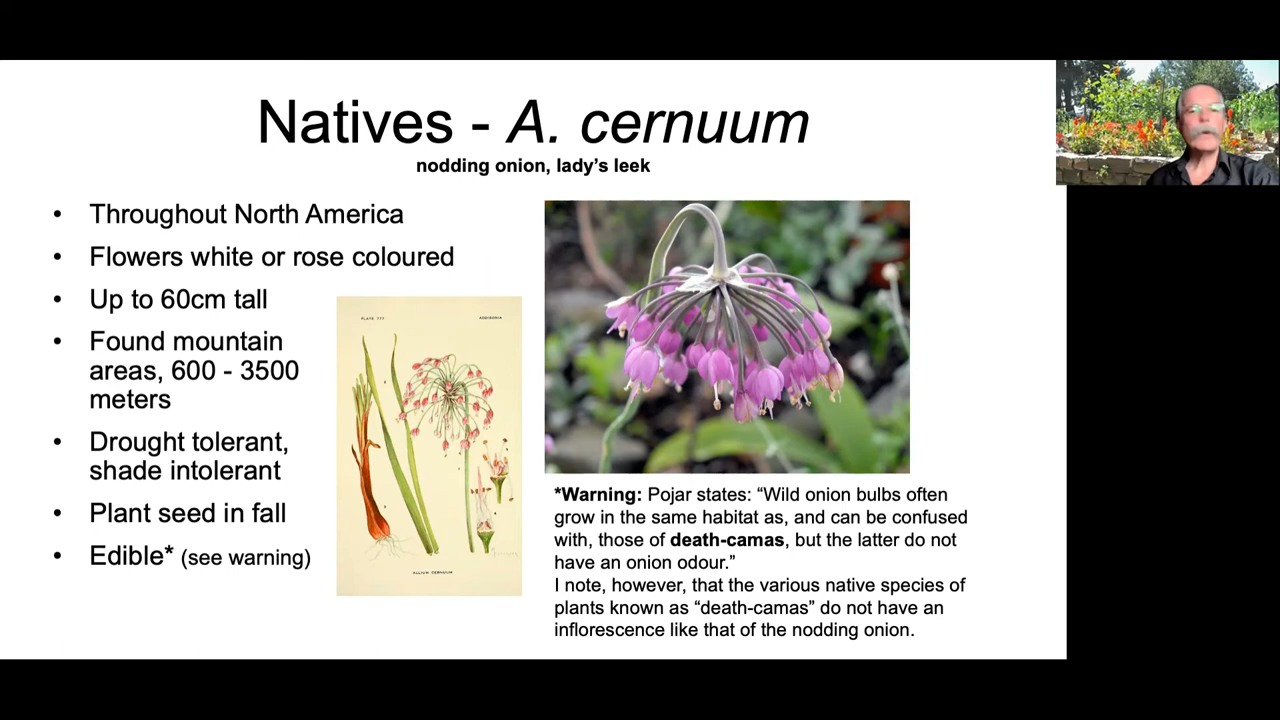 Natives - A. cernuum
nodding onion, lady’s leek
• Throughout North America
• Flowers white or rose coloured
• Up to 60cm tall
• Found mountain
areas, 600 - 3500
meters
• Drought tolerant,
shade intolerant
• Plant seed in fall
• Edible* (see warning)
ADDISONIA
ALLIUM CERNUUM
*Warning: Pojar states: “Wild onion bulbs often
grow in the same habitat as, and can be confused
with, those of death-camas, but the latter do not
have an onion odour.”
I note, however, that the various native species of
plants known as “death-camas” do not have an
inflorescence like that of the nodding onion.